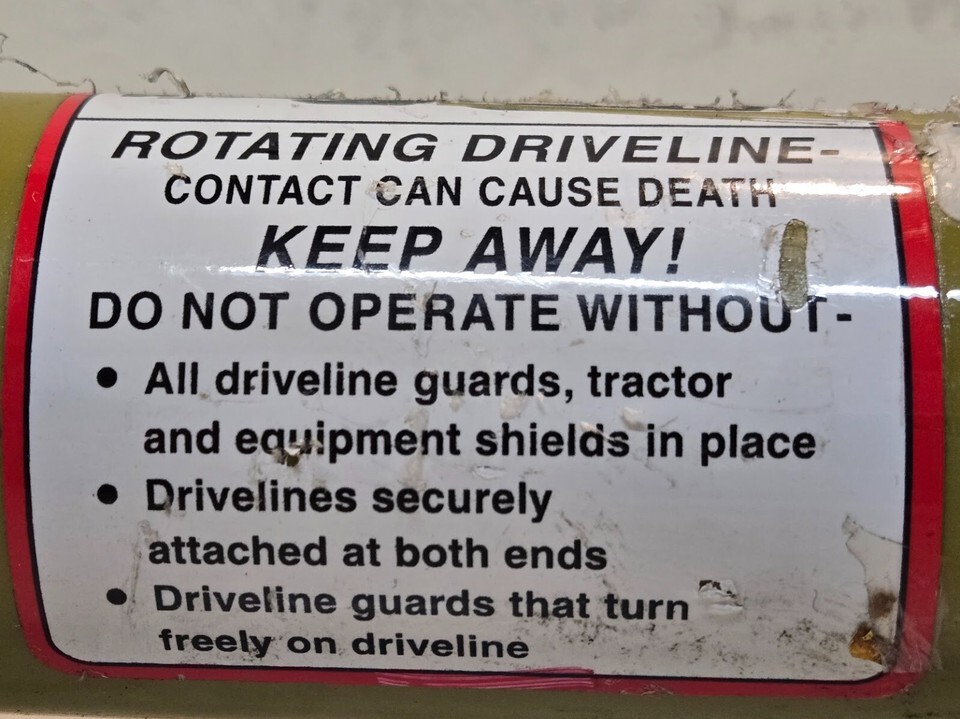 ROTATING DRIVELINE-
CONTACT CAN CAUSE DEATH
KEEP AWAY!
DO NOT OPERATE WITHOUT-
• All driveline guards, tractor
and equipment shields in place
• Drivelines securely
attached at both ends
• Driveline guards that turn
freely on driveline